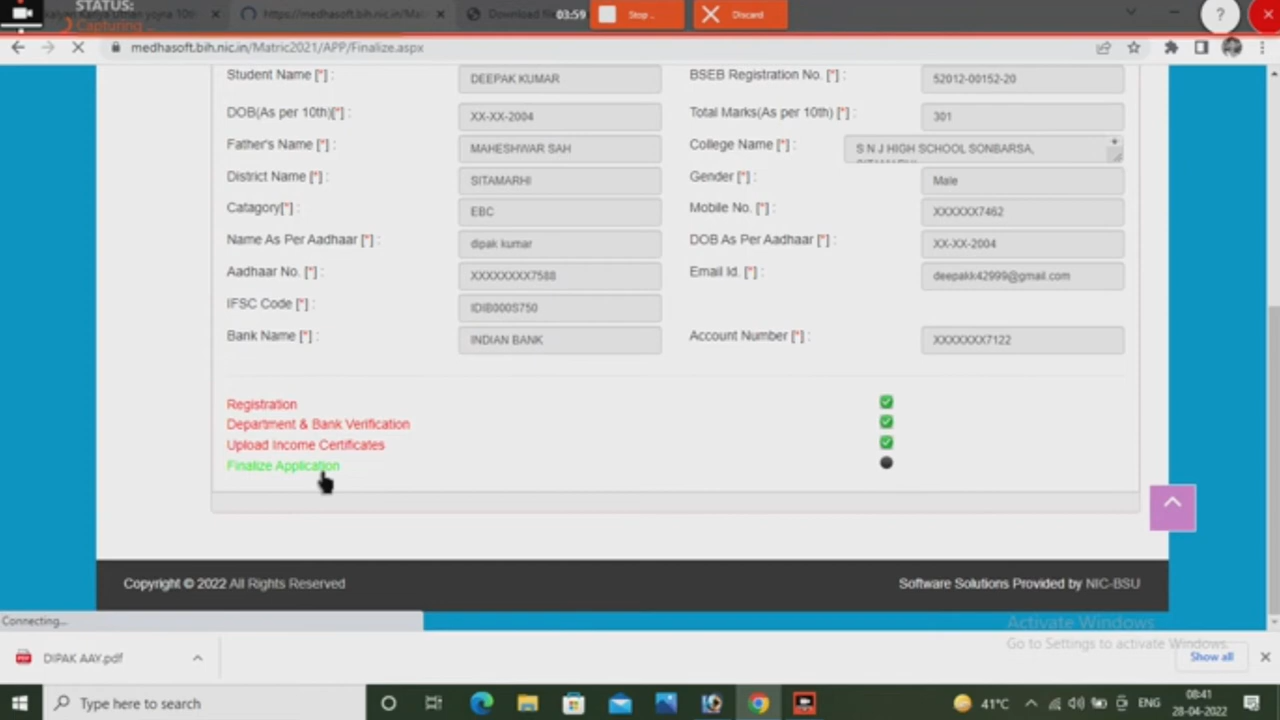 STATUS:
Capturing...
03:59
Stop ..
Discard
yojna 10th
https://medhasoft.bih.nic.in/Mat
Download fil
medhasoft.bih.nic.in/Matric2021/APP/Finalize.aspx
Student Name [*] : DEEPAK KUMAR BSEB Registration No. [*] : 52012-00152-20
DOB(As per 10th)[*] : XX-XX-2004 Total Marks(As per 10th) [*] : 301
Father's Name [*] : MAHESHWAR SAH College Name [*] : S N J HIGH SCHOOL SONBARSA,
District Name [*] : SITAMARHI Gender [*] : Male
Catagory[*] : EBC Mobile No. [*] : XXXXXX7462
Name As Per Aadhaar [*] : dipak kumar DOB As Per Aadhaar [*] : XX-XX-2004
Aadhaar No. [*] : XXXXXXXX7588 Email Id. [*] : deepakk42999@gmail.com
IFSC Code [*] : IDIB000S750
Bank Name [*] : INDIAN BANK Account Number [*] : XXXXXXX7122
Registration
Department & Bank Verification
Upload Income Certificates
Finalize Application
Copyright © 2022 All Rights Reserved Software Solutions Provided by NIC-BSU
Connecting...
Activate Windows
Go to Settings to activate Windows.
DIPAK AAY.pdf
Show all
Type here to search
41°C
ENG
08:41
28-04-2022